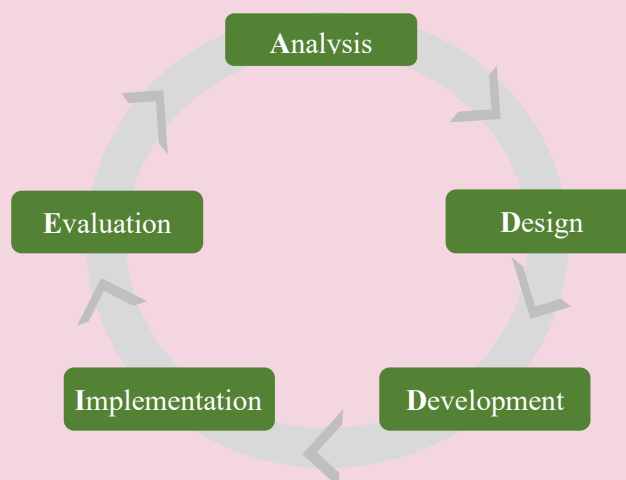 Analysis
Design
Development
Implementation
Evaluation